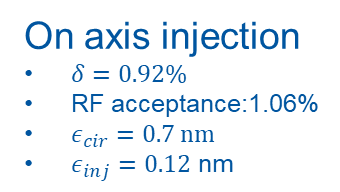 On axis injection
• δ = 0.92%
• RF acceptance:1.06%
• ϵ_cir = 0.7 nm
• ϵ_inj = 0.12 nm